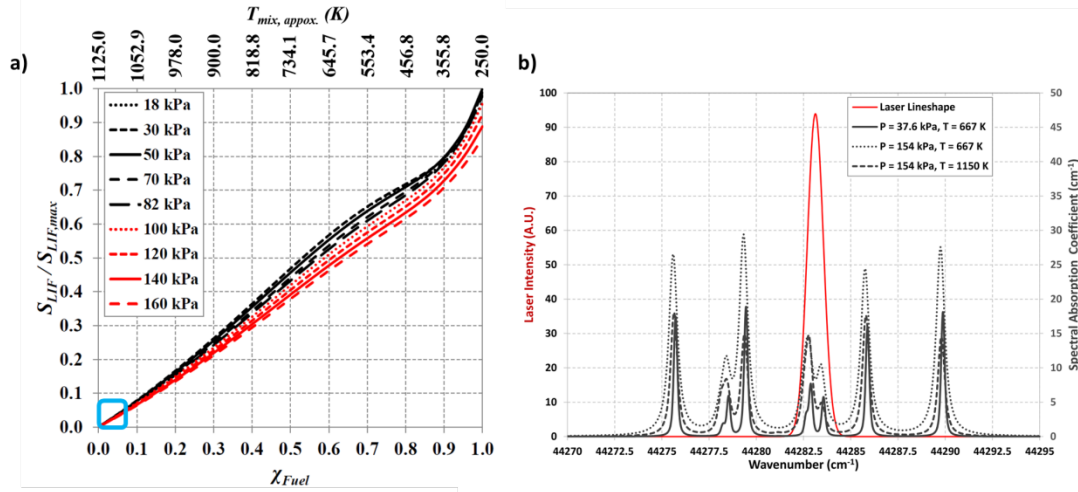 a)
T_mix, appox. (K)
1125.0 1052.9 978.0 900.0 818.8 734.1 645.7 553.4 456.8 355.8 250.0
S_LIF / S_LIF,max
1.0
0.9
0.8
0.7
0.6
0.5
0.4
0.3
0.2
0.1
0.0
18 kPa
30 kPa
50 kPa
70 kPa
82 kPa
100 kPa
120 kPa
140 kPa
160 kPa
0.0 0.1 0.2 0.3 0.4 0.5 0.6 0.7 0.8 0.9 1.0
χ_Fuel
b)
Laser Intensity (A.U.)
100
90
80
70
60
50
40
30
20
10
0
Laser Lineshape
P = 37.6 kPa, T = 667 K
P = 154 kPa, T = 667 K
P = 154 kPa, T = 1150 K
50
45
40
35
30
25
20
15
10
5
0
Spectral Absorption Coefficient (cm⁻¹)
44270 44272.5 44275 44277.5 44280 44282.5 44285 44287.5 44290 44292.5 44295
Wavenumber (cm⁻¹)